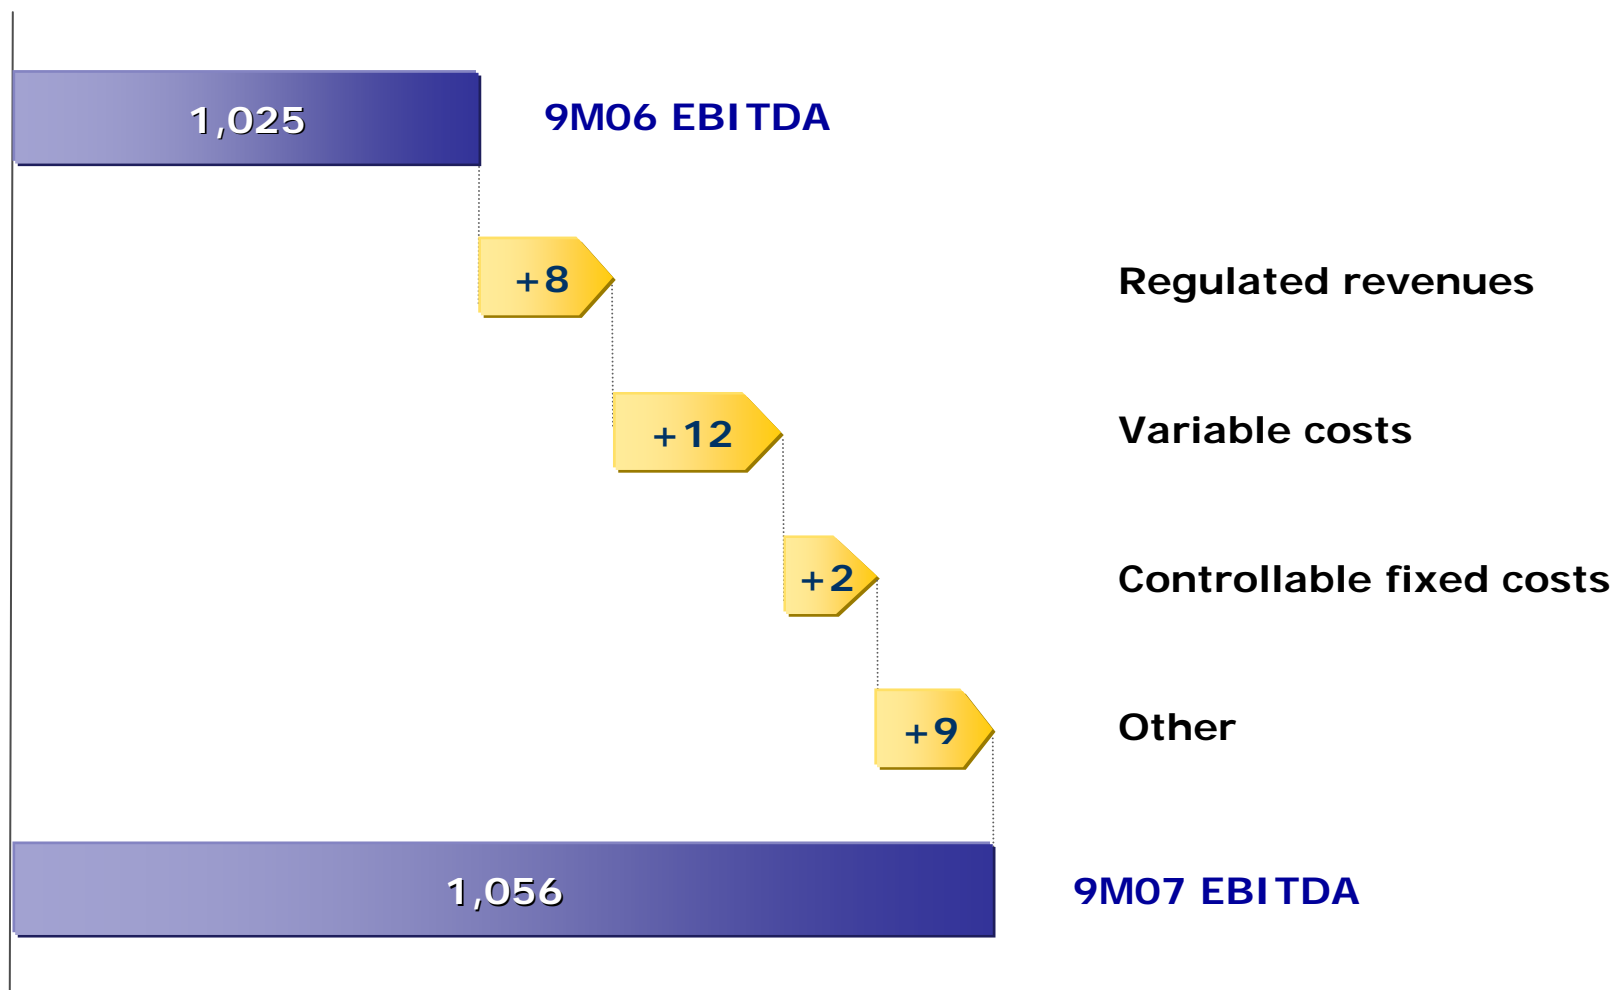 1,025 9M06 EBITDA
+8 Regulated revenues
+12 Variable costs
+2 Controllable fixed costs
+9 Other
1,056 9M07 EBITDA